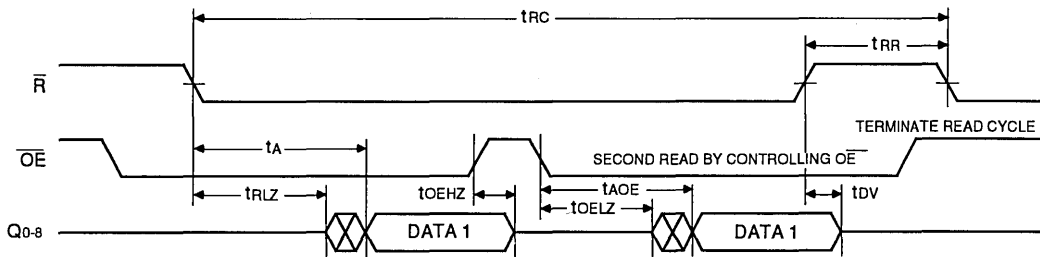 tRC
tRR
R
TERMINATE READ CYCLE
OE
tA
SECOND READ BY CONTROLLING OE
tRLZ
tOEHZ
tAOE
tOELZ
tDV
Q0-8
DATA 1
DATA 1